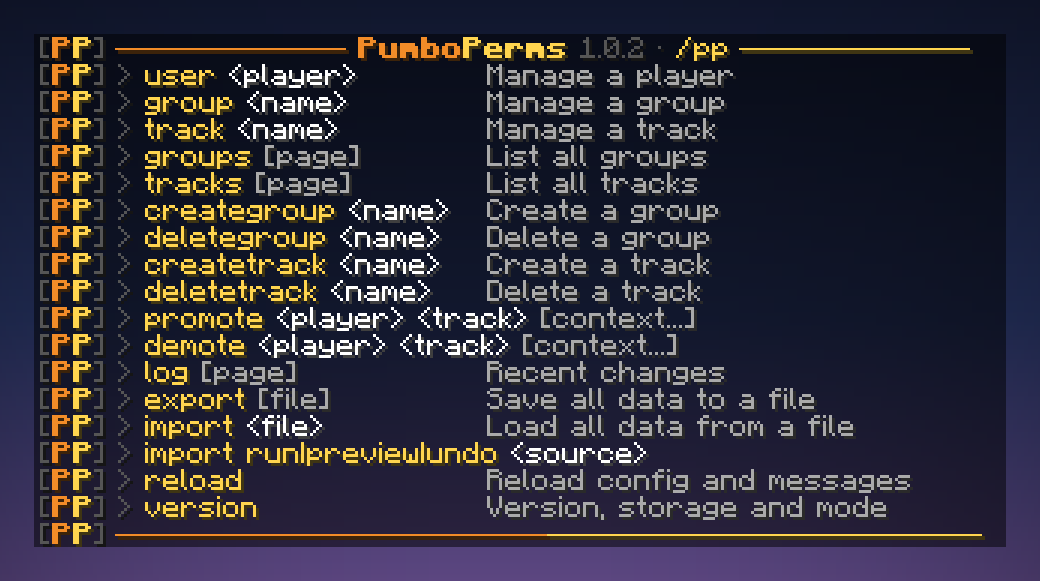 [PP] PumboPerms 1.0.2 · /pp
[PP] > user <player> Manage a player
[PP] > group <name> Manage a group
[PP] > track <name> Manage a track
[PP] > groups [page] List all groups
[PP] > tracks [page] List all tracks
[PP] > creategroup <name> Create a group
[PP] > deletegroup <name> Delete a group
[PP] > createtrack <name> Create a track
[PP] > deletetrack <name> Delete a track
[PP] > promote <player> <track> [context...]
[PP] > demote <player> <track> [context...]
[PP] > log [page] Recent changes
[PP] > export [file] Save all data to a file
[PP] > import <file> Load all data from a file
[PP] > import run|preview|undo <source>
[PP] > reload Reload config and messages
[PP] > version Version, storage and mode
[PP]